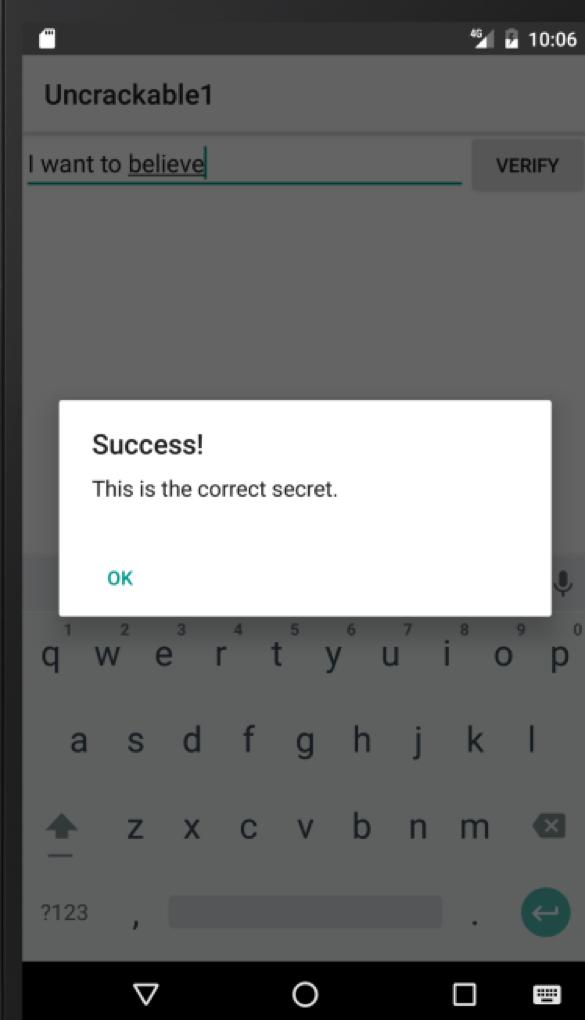 4G 10:06
Uncrackable1
I want to believe VERIFY
Success!
This is the correct secret.
OK
1 2 3 4 5 6 7 8 9 0
q w e r t y u i o p
a s d f g h j k l
z x c v b n m
?123 , .